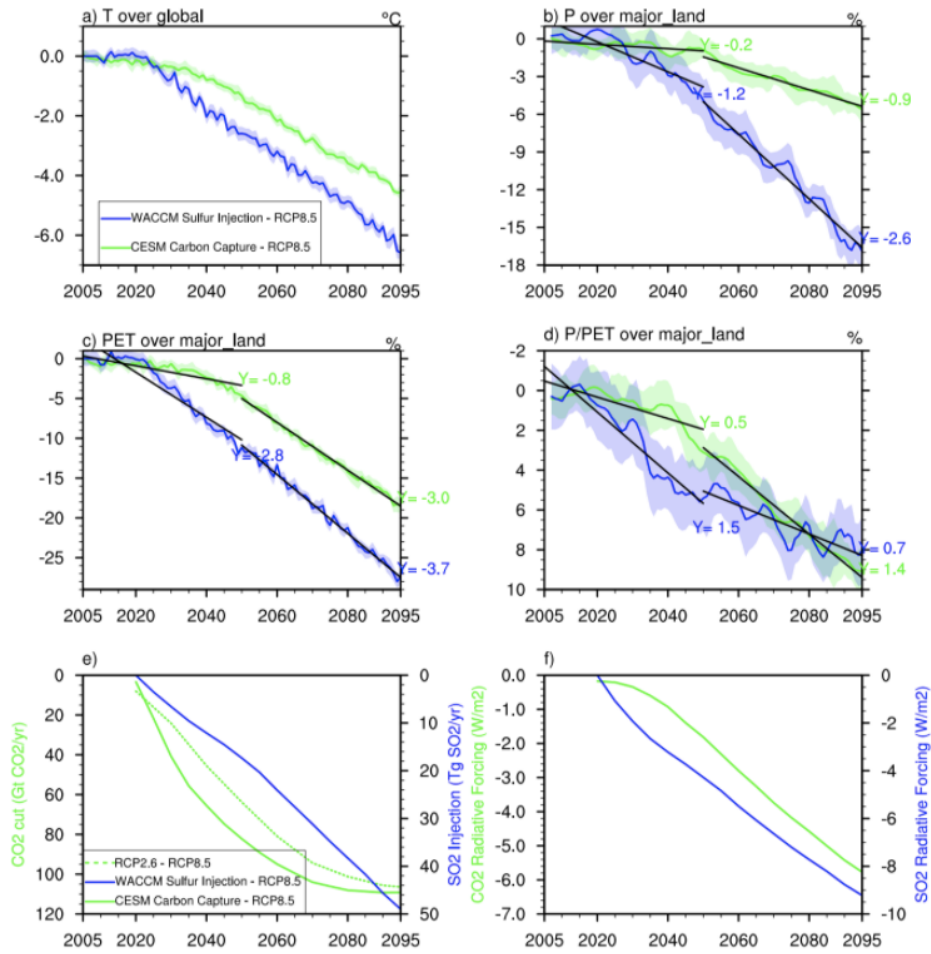 a) T over global °C
0.0
-2.0
-4.0
-6.0
WACCM Sulfur Injection - RCP8.5
CESM Carbon Capture - RCP8.5
2005 2020 2040 2060 2080 2095
b) P over major_land %
0
-3
-6
-9
-12
-15
-18
Y= -0.2
Y= -1.2
Y= -0.9
Y= -2.6
2005 2020 2040 2060 2080 2095
c) PET over major_land %
0
-5
-10
-15
-20
-25
Y= -0.8
Y= -2.8
Y= -3.0
Y= -3.7
2005 2020 2040 2060 2080 2095
d) P/PET over major_land %
-2
0
2
4
6
8
10
Y= 0.5
Y= 1.5
Y= 0.7
Y= 1.4
2005 2020 2040 2060 2080 2095
e)
CO2 cut (Gt CO2/yr)
0
20
40
60
80
100
120
RCP2.6 - RCP8.5
WACCM Sulfur Injection - RCP8.5
CESM Carbon Capture - RCP8.5
0
10
20
30
40
50
SO2 Injection (Tg SO2/yr)
2005 2020 2040 2060 2080 2095
f)
CO2 Radiative Forcing (W/m2)
0.0
-1.0
-2.0
-3.0
-4.0
-5.0
-6.0
-7.0
0
-2
-4
-6
-8
-10
SO2 Radiative Forcing (W/m2)
2005 2020 2040 2060 2080 2095